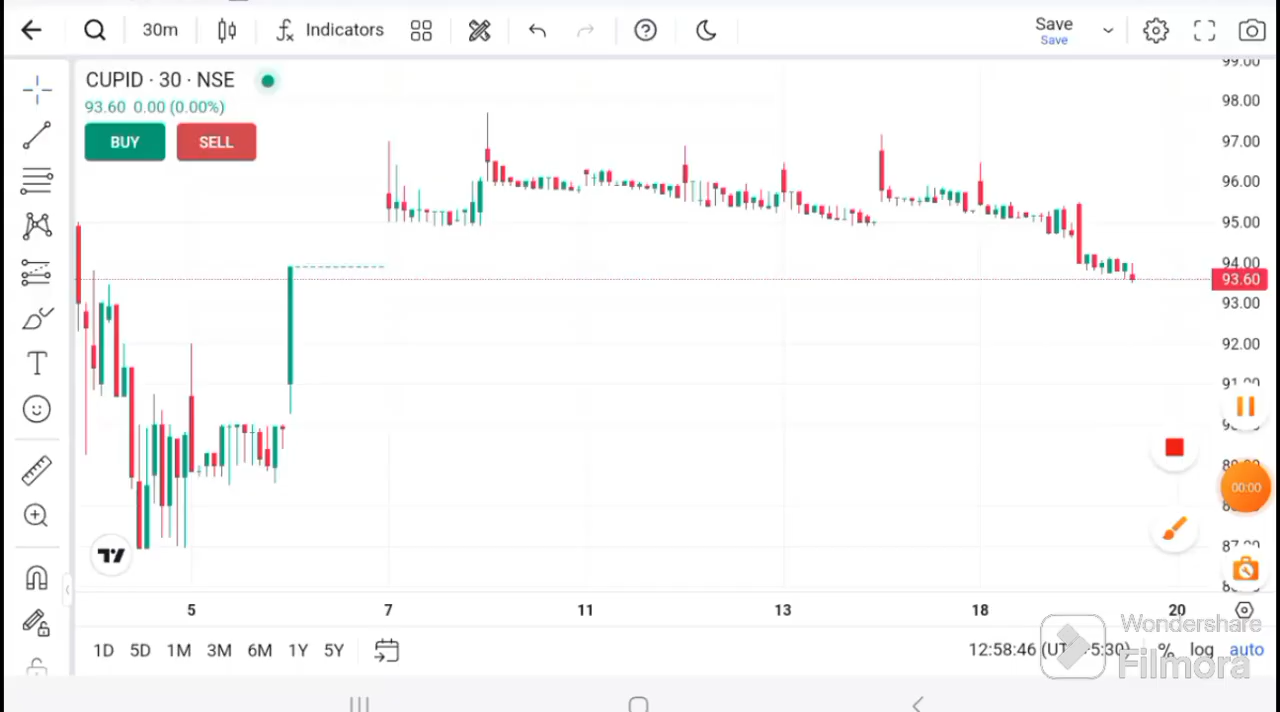 30m Indicators Save
Save
CUPID · 30 · NSE
93.60 0.00 (0.00%)
BUY SELL
99.00
98.00
97.00
96.00
95.00
94.00
93.60
93.00
92.00
00:00
5 7 11 13 18 20
1D 5D 1M 3M 6M 1Y 5Y 12:58:46 % log auto
Wondershare
Filmora